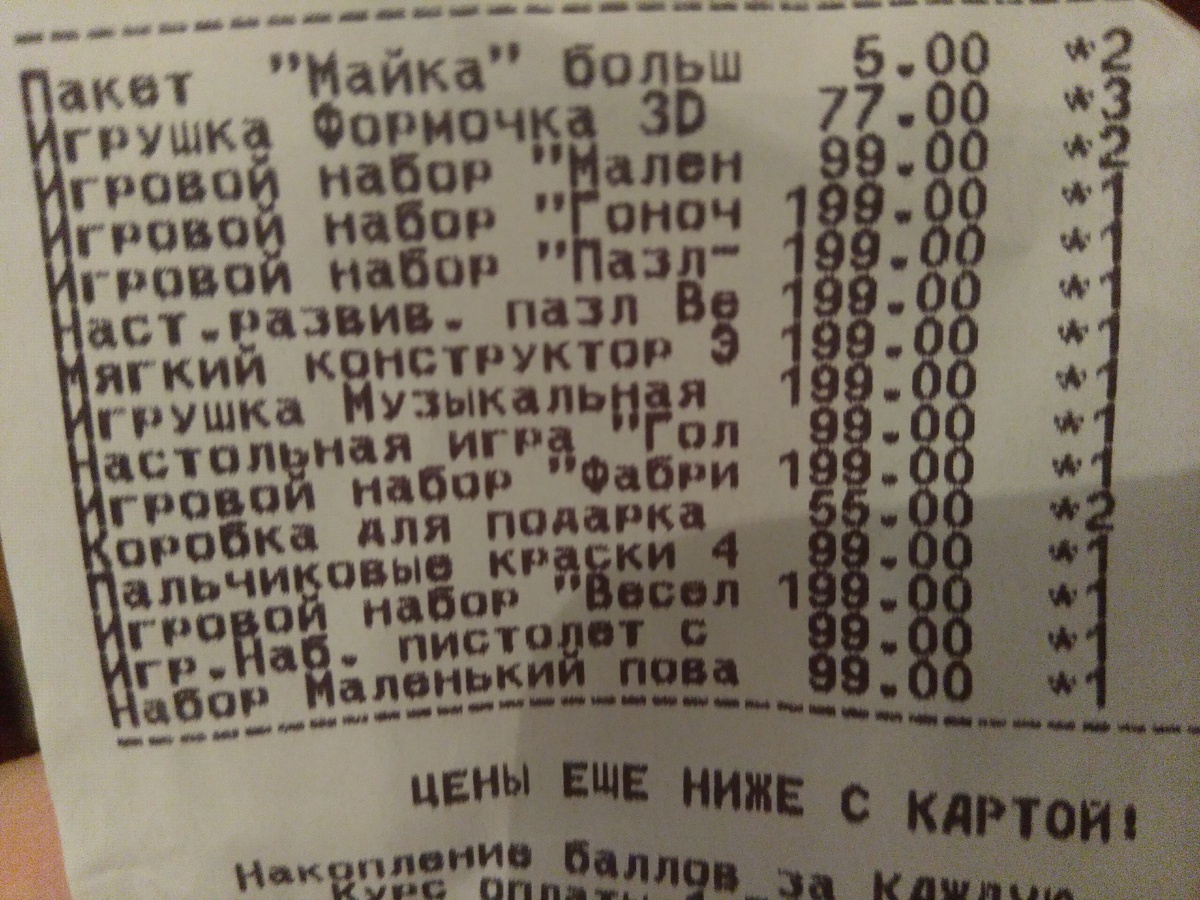 Пакет "Майка" больш 5.00 *2
Игрушка Формочка 3D 77.00 *3
Игровой набор "Мален 99.00 *2
Игровой набор "Гоноч 199.00 *1
Игровой набор "Пазл- 199.00 *1
Наст.развив. пазл Ве 199.00 *1
Мягкий конструктор Э 199.00 *1
Игрушка Музыкальная 199.00 *1
Настольная игра "Гол 99.00 *1
Игровой набор "Фабри 199.00 *1
Коробка для подарка 55.00 *2
Пальчиковые краски 4 99.00 *1
Игровой набор "Весел 199.00 *1
Игр.Наб. пистолет с 99.00 *1
Набор Маленький пова 99.00 *1
ЦЕНЫ ЕЩЕ НИЖЕ С КАРТОЙ!
Накопление баллов за каждую
Курс оплаты